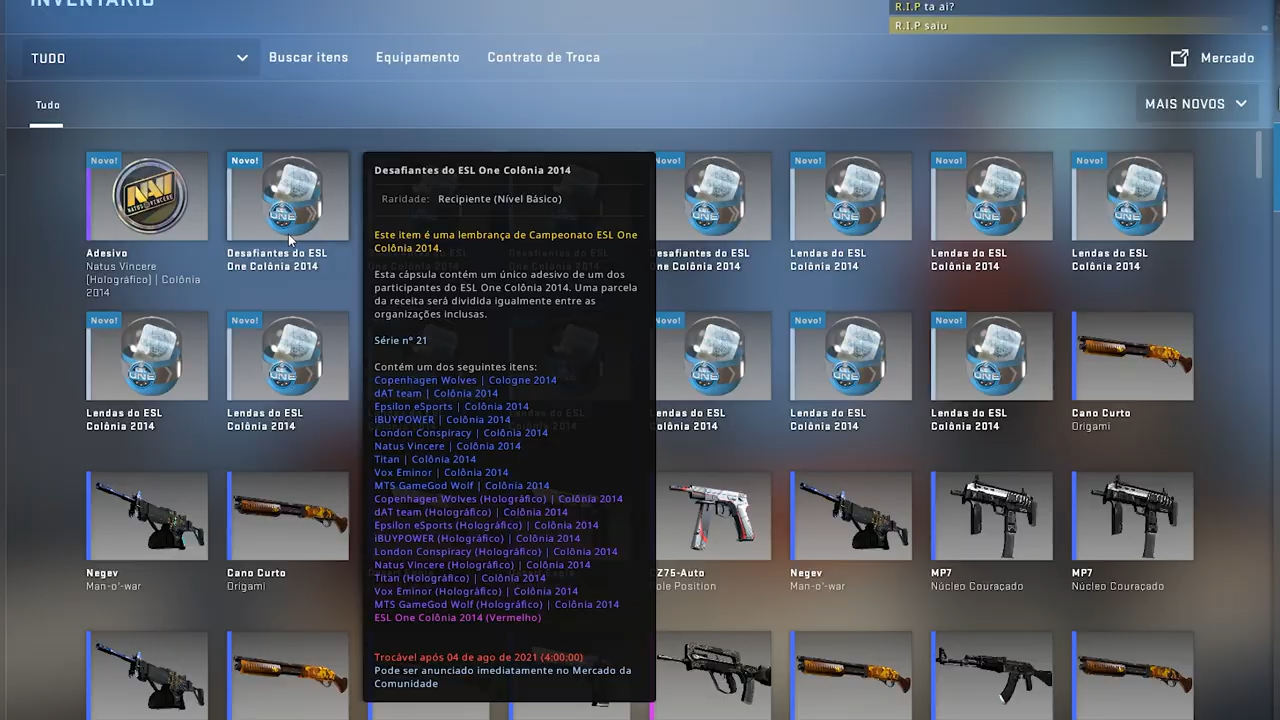 INVENTÁRIO
R.I.P ta ai?
R.I.P saiu
TUDO
Buscar itens
Equipamento
Contrato de Troca
Mercado
Tudo
MAIS NOVOS
Novo!
Adesivo
Natus Vincere
(Holográfico) | Colônia
2014
Novo!
Desafiantes do ESL
One Colônia 2014
Desafiantes do ESL One Colônia 2014
Raridade: Recipiente (Nível Básico)
Este item é uma lembrança de Campeonato ESL One
Colônia 2014.
Esta cápsula contém um único adesivo de um dos
participantes do ESL One Colônia 2014. Uma parcela
da receita será dividida igualmente entre as
organizações inclusas.
Série nº 21
Contém um dos seguintes itens:
Copenhagen Wolves | Cologne 2014
dAT team | Colônia 2014
Epsilon eSports | Colônia 2014
iBUYPOWER | Colônia 2014
London Conspiracy | Colônia 2014
Natus Vincere | Colônia 2014
Titan | Colônia 2014
Vox Eminor | Colônia 2014
MTS GameGod Wolf | Colônia 2014
Copenhagen Wolves (Holográfico) | Colônia 2014
dAT team (Holográfico) | Colônia 2014
Epsilon eSports (Holográfico) | Colônia 2014
iBUYPOWER (Holográfico) | Colônia 2014
London Conspiracy (Holográfico) | Colônia 2014
Natus Vincere (Holográfico) | Colônia 2014
Titan (Holográfico) | Colônia 2014
Vox Eminor (Holográfico) | Colônia 2014
MTS GameGod Wolf (Holográfico) | Colônia 2014
ESL One Colônia 2014 (Vermelho)
Trocável após 04 de ago de 2021 (4:00:00)
Pode ser anunciado imediatamente no Mercado da
Comunidade
Novo!
esafiantes do ESL
One Colônia 2014
Novo!
Lendas do ESL
One Colônia 2014
Novo!
Lendas do ESL
One Colônia 2014
Novo!
Lendas do ESL
One Colônia 2014
Novo!
Lendas do ESL
One Colônia 2014
Novo!
Lendas do ESL
One Colônia 2014
Novo!
endas do ESL
One Colônia 2014
Novo!
Lendas do ESL
One Colônia 2014
Novo!
Lendas do ESL
One Colônia 2014
Cano Curto
Origami
Negev
Man-o'-war
Cano Curto
Origami
CZ75-Auto
ole Position
Negev
Man-o'-war
MP7
Núcleo Couraçado
MP7
Núcleo Couraçado